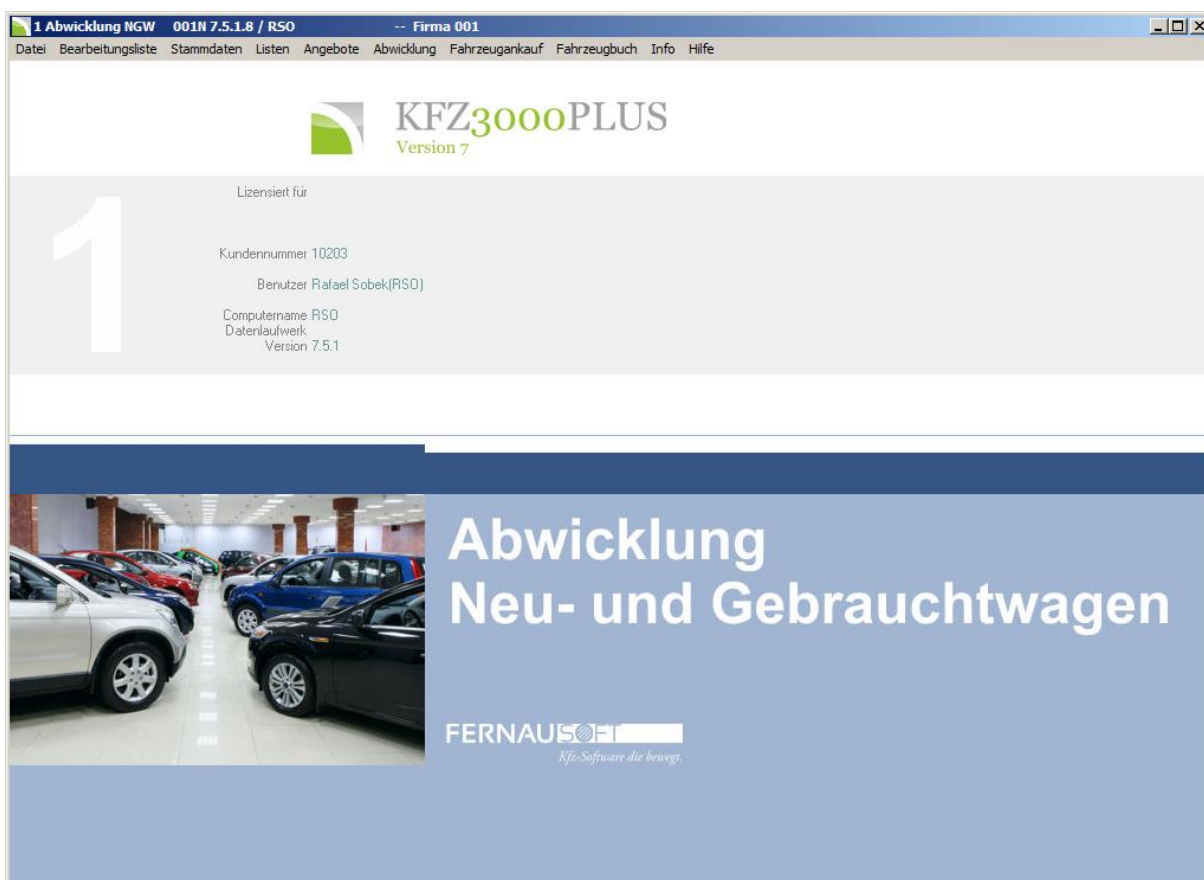 1 Abwicklung NGW 001N 7.5.1.8 / RSO -- Firma 001
Datei Bearbeitungsliste Stammdaten Listen Angebote Abwicklung Fahrzeugankauf Fahrzeugbuch Info Hilfe
KFZ3000PLUS
Version 7
1
Lizensiert für
Kundennummer 10203
Benutzer Rafael Sobek(RSO)
Computername RSO
Datenlaufwerk
Version 7.5.1
Abwicklung
Neu- und Gebrauchtwagen
FERNAUSOFT
Kfz-Software die bewegt.